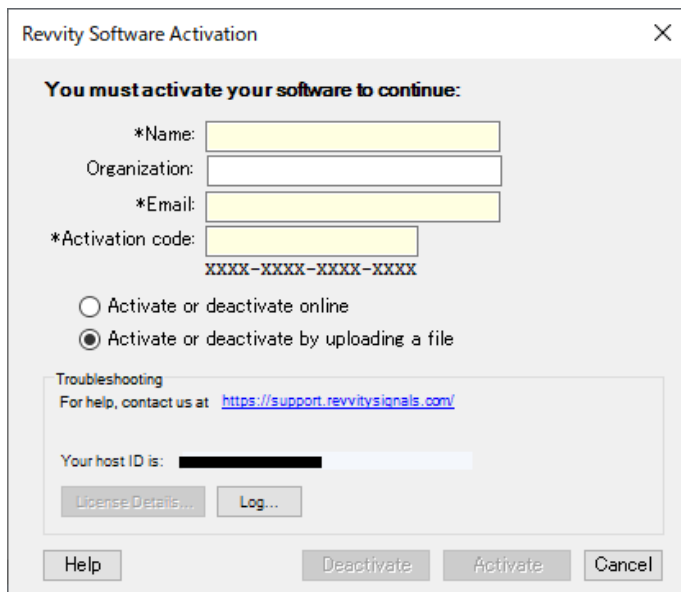 Revvity Software Activation
You must activate your software to continue:
*Name:
Organization:
*Email:
*Activation code:
XXXX-XXXX-XXXX-XXXX
Activate or deactivate online
Activate or deactivate by uploading a file
Troubleshooting
For help, contact us at https://support.revvitysignals.com/
Your host ID is:
License Details... Log...
Help Deactivate Activate Cancel